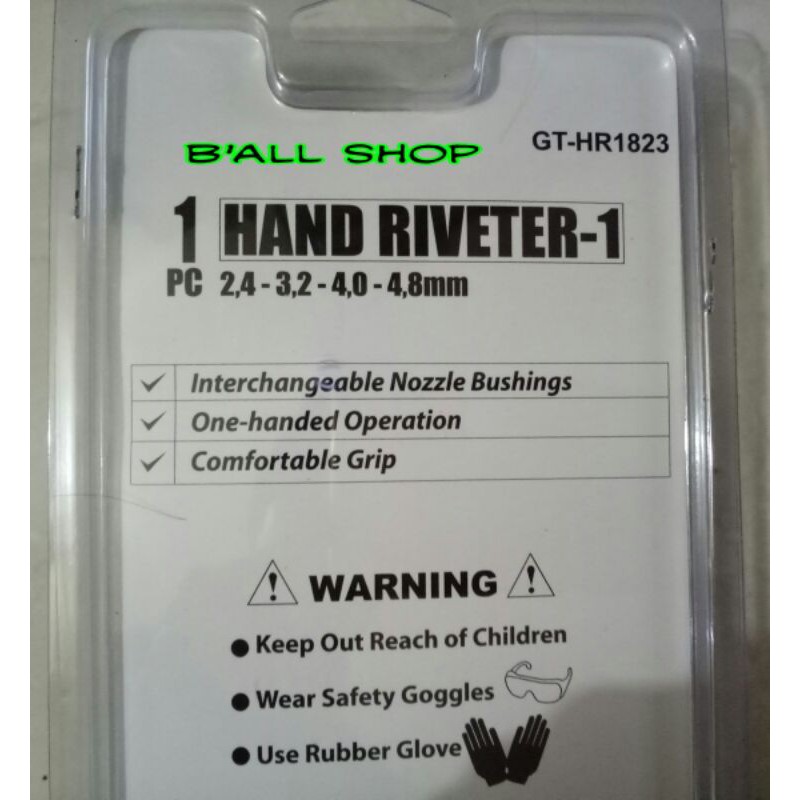 B'ALL SHOP
GT-HR1823
1 HAND RIVETER-1
PC 2,4 - 3,2 - 4,0 - 4,8mm
Interchangeable Nozzle Bushings
One-handed Operation
Comfortable Grip
WARNING
Keep Out Reach of Children
Wear Safety Goggles
Use Rubber Glove